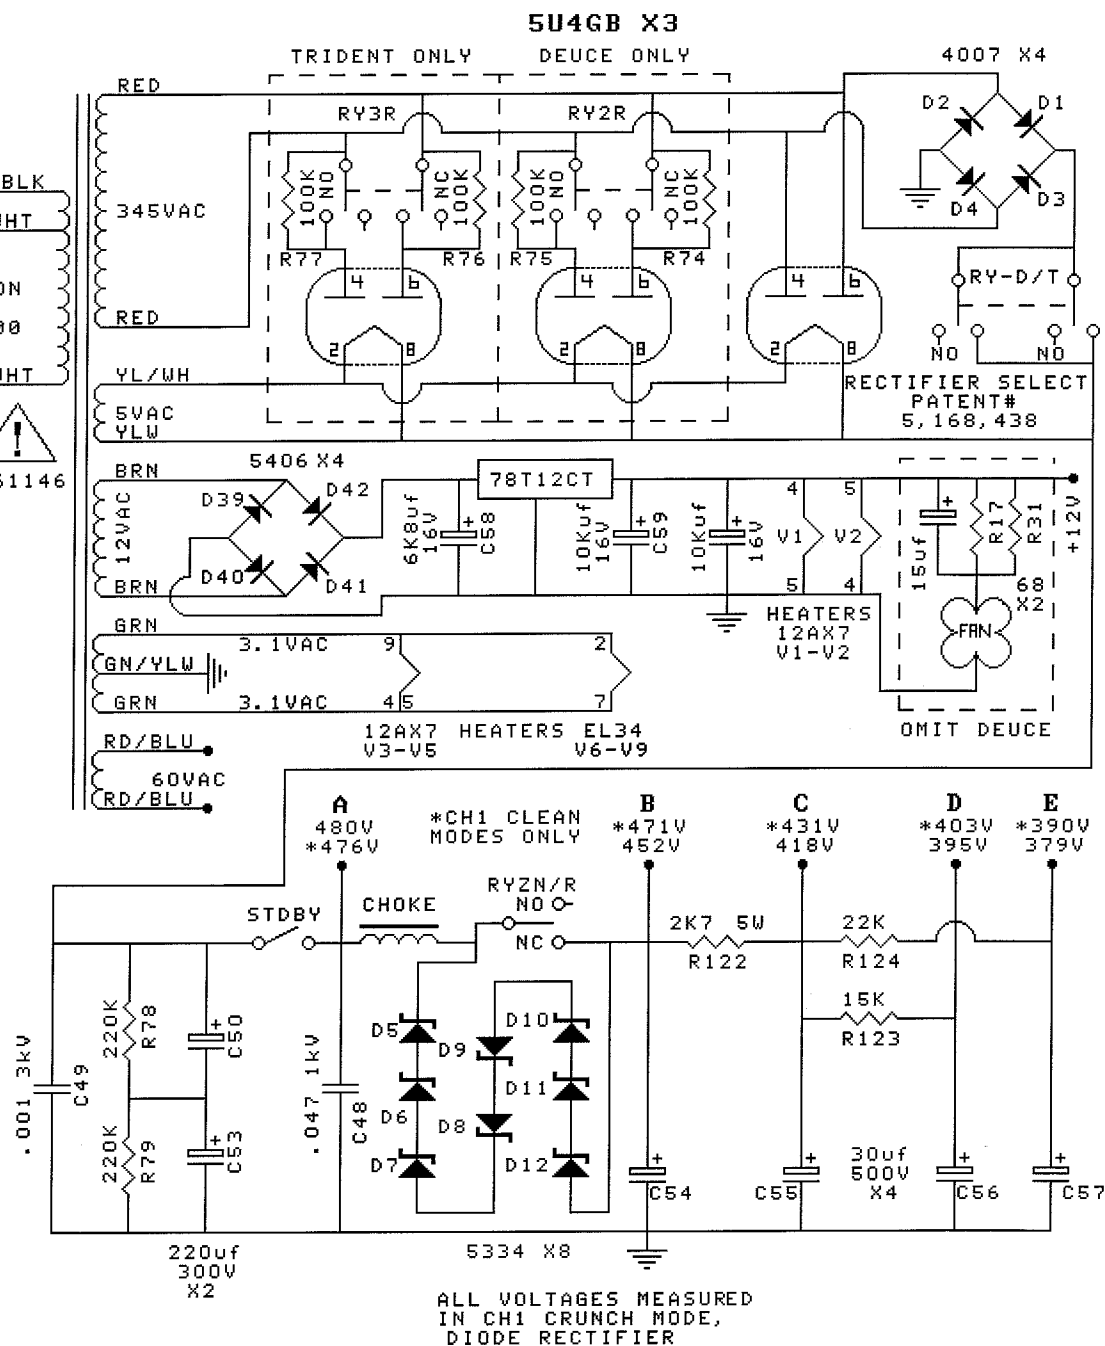 5U4GB X3
TRIDENT ONLY
DEUCE ONLY
4007 X4
RED
RY3R
RY2R
D2
D1
BLK
100K
NO
NC
100K
100K
NO
NC
100K
345VAC
D4
D3
R77
R76
R75
R74
4
6
4
6
4
6
RY-D/T
RED
2
8
2
8
2
8
NO
NO
YL/WH
RECTIFIER SELECT
PATENT#
5,168,438
5VAC
YLW
!
61146
BRN
5406 X4
78T12CT
12VAC
D39
D42
6K8uf
16V
C58
10Kuf
16V
C59
10Kuf
16V
4
V1
5
5
V2
4
15uf
R17
R31
+12V
D40
D41
BRN
68
X2
HEATERS
12AX7
V1-V2
FAN
GRN
3.1VAC
9
2
GN/YLW
GRN
3.1VAC
4
5
7
12AX7 HEATERS EL34
V3-V5
V6-V9
OMIT DEUCE
RD/BLU
60VAC
RD/BLU
A
480V
*476V
*CH1 CLEAN
MODES ONLY
B
*471V
452V
C
*431V
418V
D
*403V
395V
E
*390V
379V
STDBY
CHOKE
RYZN/R
NO
NC
2K7 5W
R122
22K
R124
15K
R123
.001 3kV
C49
220K
R78
C50
220K
R79
C53
.047 1kV
C48
D5
D9
D10
D6
D8
D11
D7
D12
C54
C55
30uf
500V
X4
C56
C57
220uf
300V
X2
5334 X8
ALL VOLTAGES MEASURED
IN CH1 CRUNCH MODE,
DIODE RECTIFIER